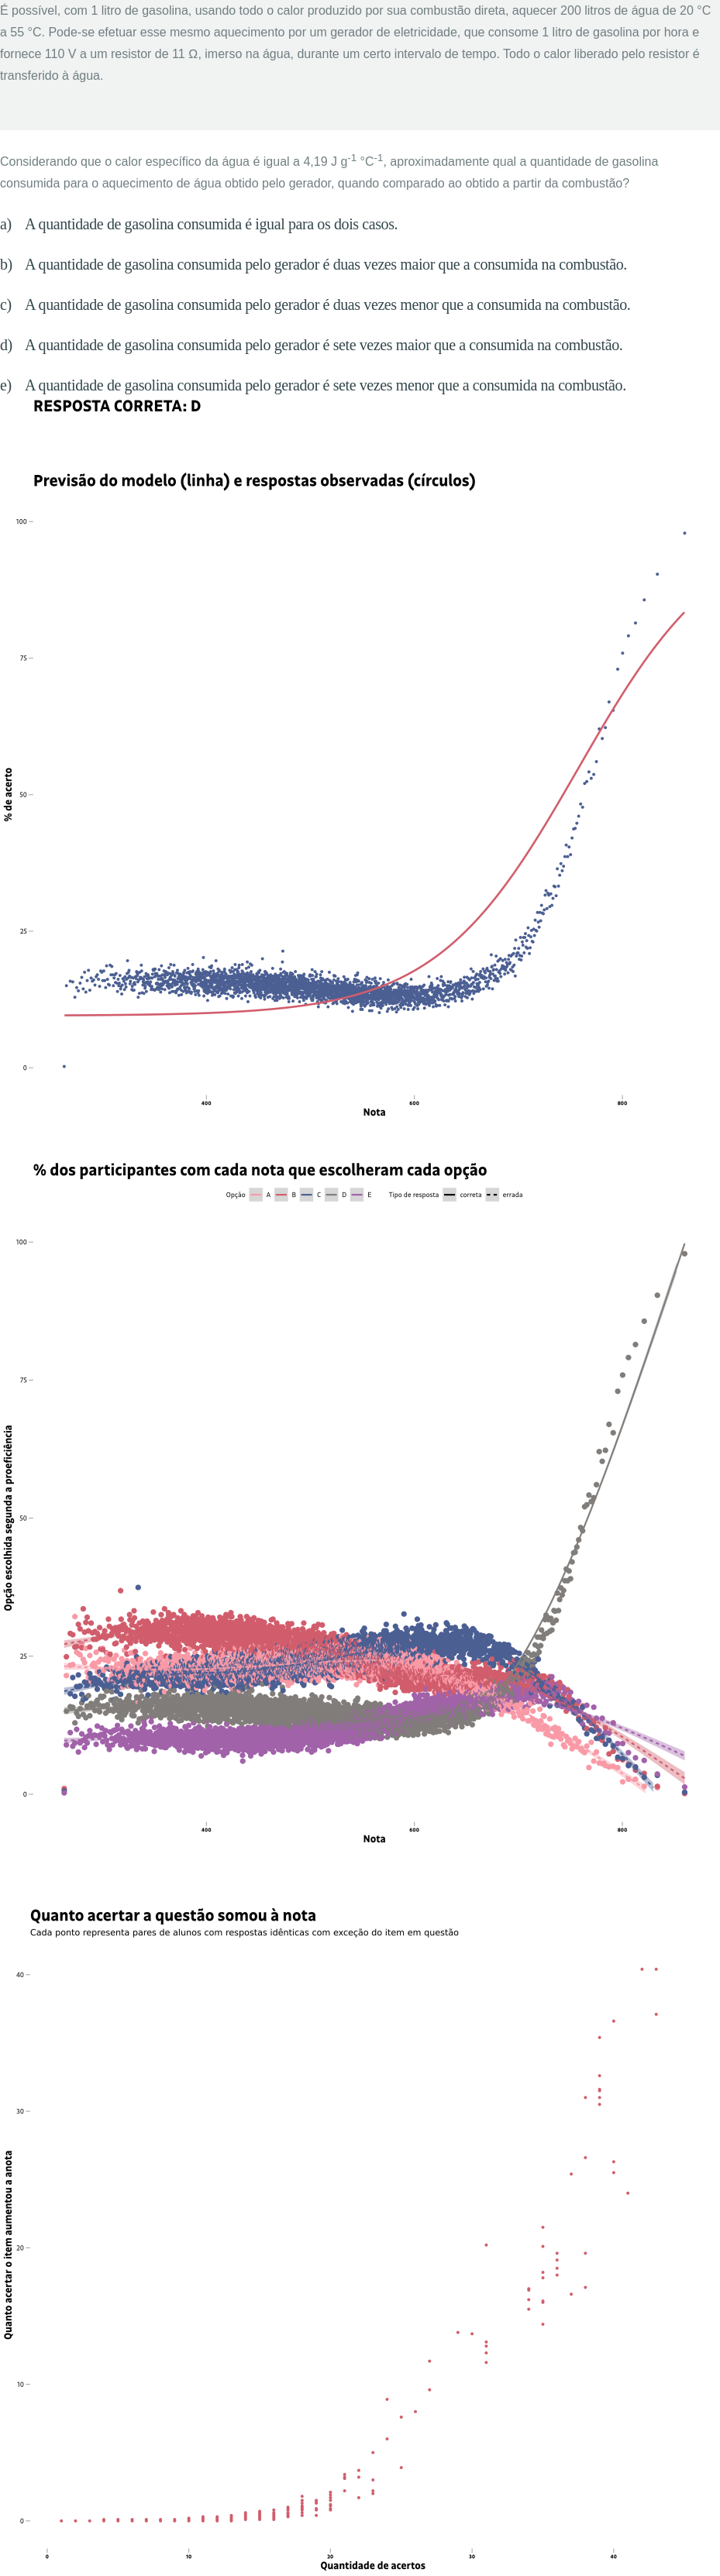 É possível, com 1 litro de gasolina, usando todo o calor produzido por sua combustão direta, aquecer 200 litros de água de 20 °C
a 55 °C. Pode-se efetuar esse mesmo aquecimento por um gerador de eletricidade, que consome 1 litro de gasolina por hora e
fornece 110 V a um resistor de 11 Ω, imerso na água, durante um certo intervalo de tempo. Todo o calor liberado pelo resistor é
transferido à água.
Considerando que o calor específico da água é igual a 4,19 J g-1 °C-1, aproximadamente qual a quantidade de gasolina
consumida para o aquecimento de água obtido pelo gerador, quando comparado ao obtido a partir da combustão?
a) A quantidade de gasolina consumida é igual para os dois casos.
b) A quantidade de gasolina consumida pelo gerador é duas vezes maior que a consumida na combustão.
c) A quantidade de gasolina consumida pelo gerador é duas vezes menor que a consumida na combustão.
d) A quantidade de gasolina consumida pelo gerador é sete vezes maior que a consumida na combustão.
e) A quantidade de gasolina consumida pelo gerador é sete vezes menor que a consumida na combustão.
RESPOSTA CORRETA: D
Previsão do modelo (linha) e respostas observadas (círculos)
100
75
50
25
0
% de acerto
400 600 800
Nota
% dos participantes com cada nota que escolheram cada opção
Opção A B C D E Tipo de resposta correta errada
100
75
50
25
0
Opção escolhida segunda a proeficiência
400 600 800
Nota
Quanto acertar a questão somou à nota
Cada ponto representa pares de alunos com respostas idênticas com exceção do item em questão
40
30
20
10
0
Quanto acertar o item aumentou a anota
0 10 20 30 40
Quantidade de acertos